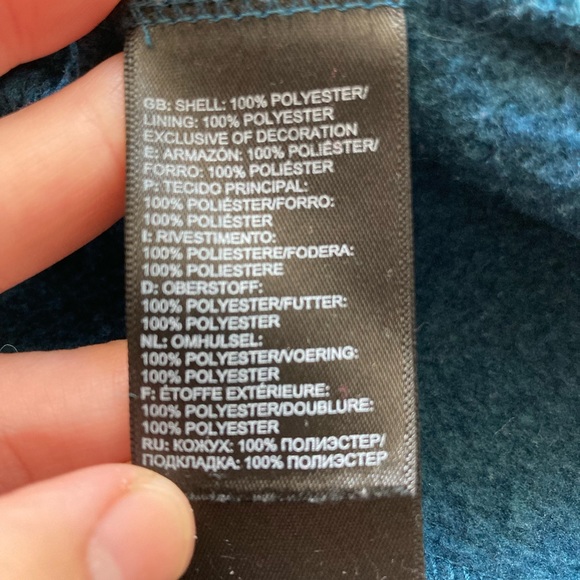 GB: SHELL: 100% POLYESTER/
LINING: 100% POLYESTER
EXCLUSIVE OF DECORATION
E: ARMAZÓN: 100% POLIÉSTER/
FORRO: 100% POLIÉSTER
P: TECIDO PRINCIPAL:
100% POLIÉSTER/FORRO:
100% POLIÉSTER
I: RIVESTIMENTO:
100% POLIESTERE/FODERA:
100% POLIESTERE
D: OBERSTOFF:
100% POLYESTER/FUTTER:
100% POLYESTER
NL: OMHULSEL:
100% POLYESTER/VOERING:
100% POLYESTER
F: ÉTOFFE EXTÉRIEURE:
100% POLYESTER/DOUBLURE:
100% POLYESTER
RU: КОЖУХ: 100% ПОЛИЭСТЕР/
ПОДКЛАДКА: 100% ПОЛИЭСТЕР